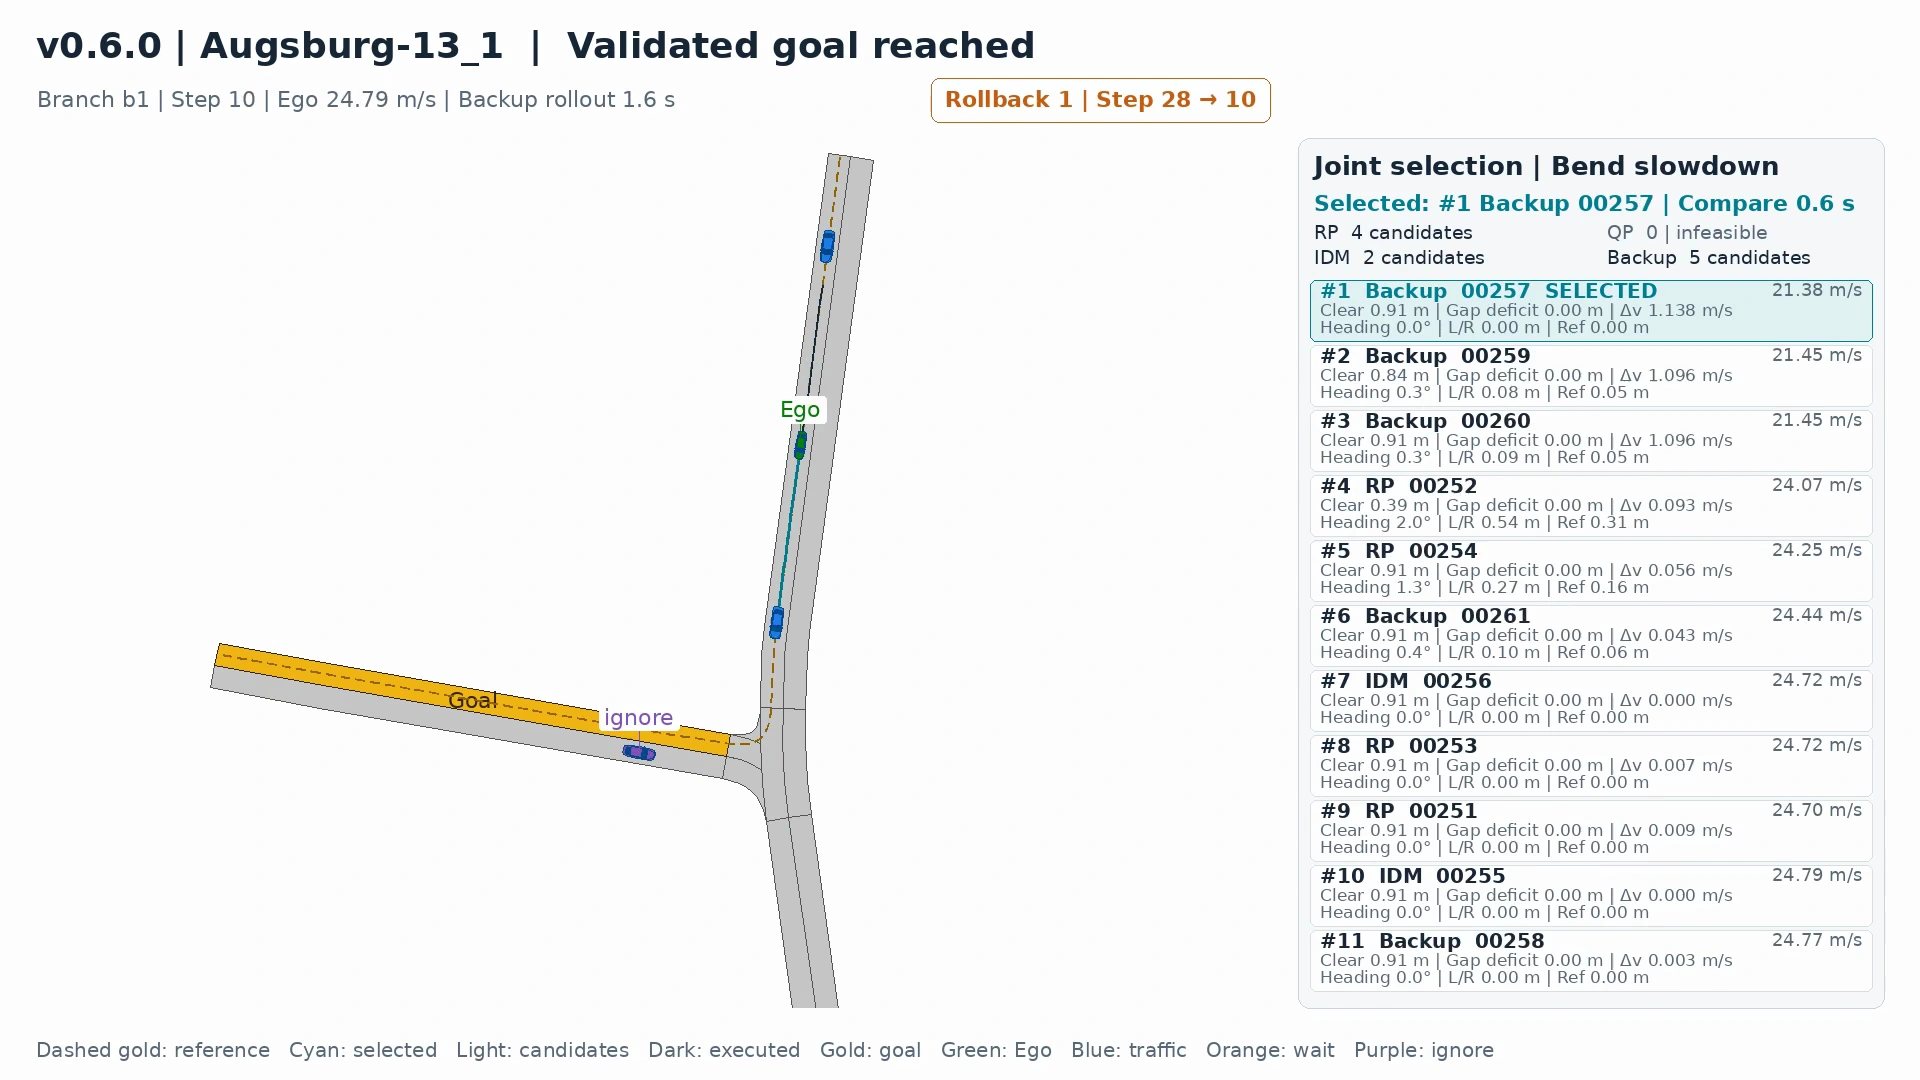 v0.6.0 | Augsburg-13_1 | Validated goal reached
Branch b1 | Step 10 | Ego 24.79 m/s | Backup rollout 1.6 s
Rollback 1 | Step 28 → 10
Ego
Goal
ignore
Joint selection | Bend slowdown
Selected: #1 Backup 00257 | Compare 0.6 s
RP 4 candidates
QP 0 | infeasible
IDM 2 candidates
Backup 5 candidates
#1 Backup 00257 SELECTED 21.38 m/s
Clear 0.91 m | Gap deficit 0.00 m | Δv 1.138 m/s
Heading 0.0° | L/R 0.00 m | Ref 0.00 m
#2 Backup 00259 21.45 m/s
Clear 0.84 m | Gap deficit 0.00 m | Δv 1.096 m/s
Heading 0.3° | L/R 0.08 m | Ref 0.05 m
#3 Backup 00260 21.45 m/s
Clear 0.91 m | Gap deficit 0.00 m | Δv 1.096 m/s
Heading 0.3° | L/R 0.09 m | Ref 0.05 m
#4 RP 00252 24.07 m/s
Clear 0.39 m | Gap deficit 0.00 m | Δv 0.093 m/s
Heading 2.0° | L/R 0.54 m | Ref 0.31 m
#5 RP 00254 24.25 m/s
Clear 0.91 m | Gap deficit 0.00 m | Δv 0.056 m/s
Heading 1.3° | L/R 0.27 m | Ref 0.16 m
#6 Backup 00261 24.44 m/s
Clear 0.91 m | Gap deficit 0.00 m | Δv 0.043 m/s
Heading 0.4° | L/R 0.10 m | Ref 0.06 m
#7 IDM 00256 24.72 m/s
Clear 0.91 m | Gap deficit 0.00 m | Δv 0.000 m/s
Heading 0.0° | L/R 0.00 m | Ref 0.00 m
#8 RP 00253 24.72 m/s
Clear 0.91 m | Gap deficit 0.00 m | Δv 0.007 m/s
Heading 0.0° | L/R 0.00 m | Ref 0.00 m
#9 RP 00251 24.70 m/s
Clear 0.91 m | Gap deficit 0.00 m | Δv 0.009 m/s
Heading 0.0° | L/R 0.00 m | Ref 0.00 m
#10 IDM 00255 24.79 m/s
Clear 0.91 m | Gap deficit 0.00 m | Δv 0.000 m/s
Heading 0.0° | L/R 0.00 m | Ref 0.00 m
#11 Backup 00258 24.77 m/s
Clear 0.91 m | Gap deficit 0.00 m | Δv 0.003 m/s
Heading 0.0° | L/R 0.00 m | Ref 0.00 m
Dashed gold: reference Cyan: selected Light: candidates Dark: executed Gold: goal Green: Ego Blue: traffic Orange: wait Purple: ignore